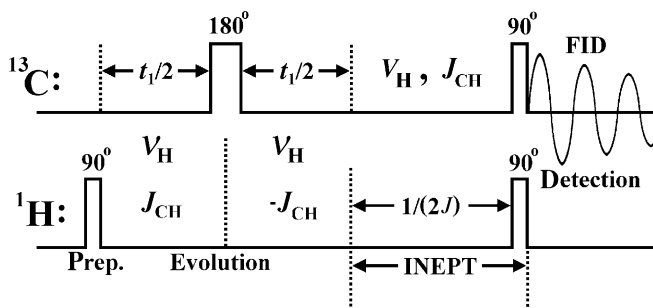 180°
90°
FID
¹³C:
t₁/2
t₁/2
V_H , J_CH
90°
ν_H
ν_H
90°
Detection
¹H:
J_CH
-J_CH
1/(2J)
Prep.
Evolution
INEPT